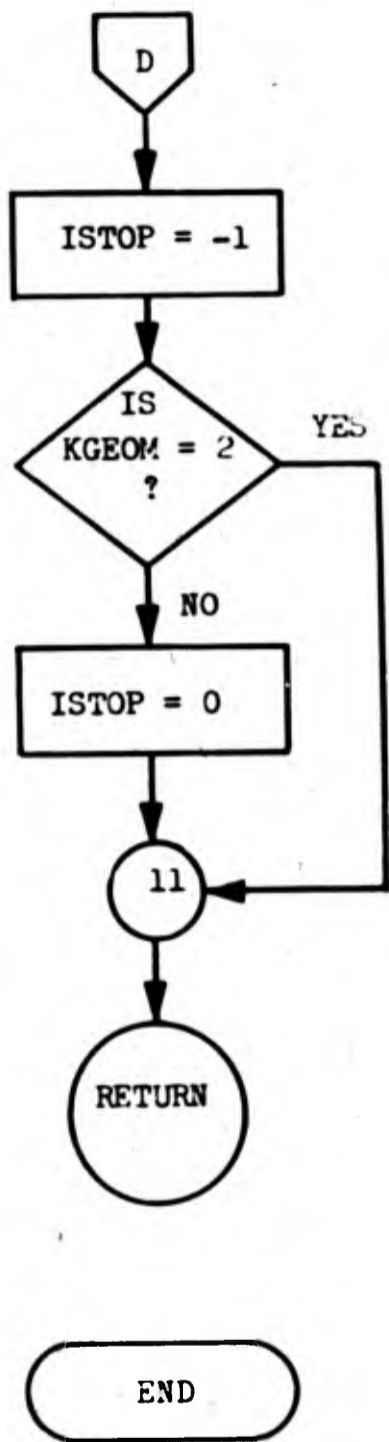 D
ISTOP = -1
IS
KGEOM = 2
?
YES
NO
ISTOP = 0
11
RETURN
END